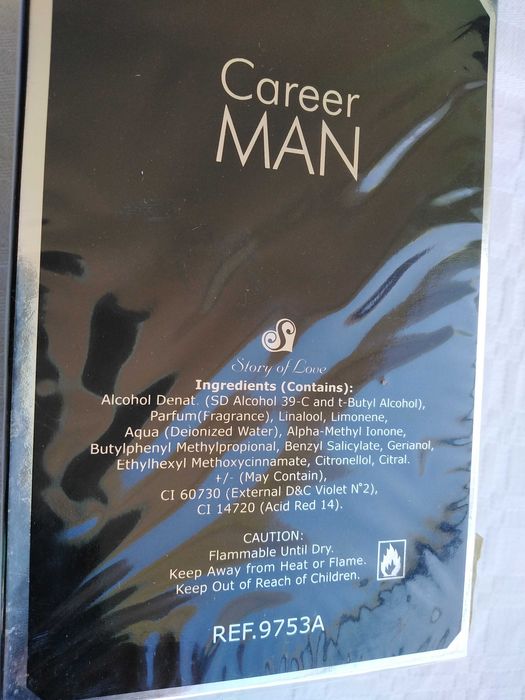 Career
MAN
S
Story of Love
Ingredients (Contains):
Alcohol Denat. (SD Alcohol 39-C and t-Butyl Alcohol),
Parfum(Fragrance), Linalool, Limonene,
Aqua (Deionized Water), Alpha-Methyl Ionone,
Butylphenyl Methylpropional, Benzyl Salicylate, Gerianol,
Ethylhexyl Methoxycinnamate, Citronellol, Citral.
+/- (May Contain),
CI 60730 (External D&C Violet N°2),
CI 14720 (Acid Red 14).
CAUTION:
Flammable Until Dry.
Keep Away from Heat or Flame.
Keep Out of Reach of Children.
REF.9753A